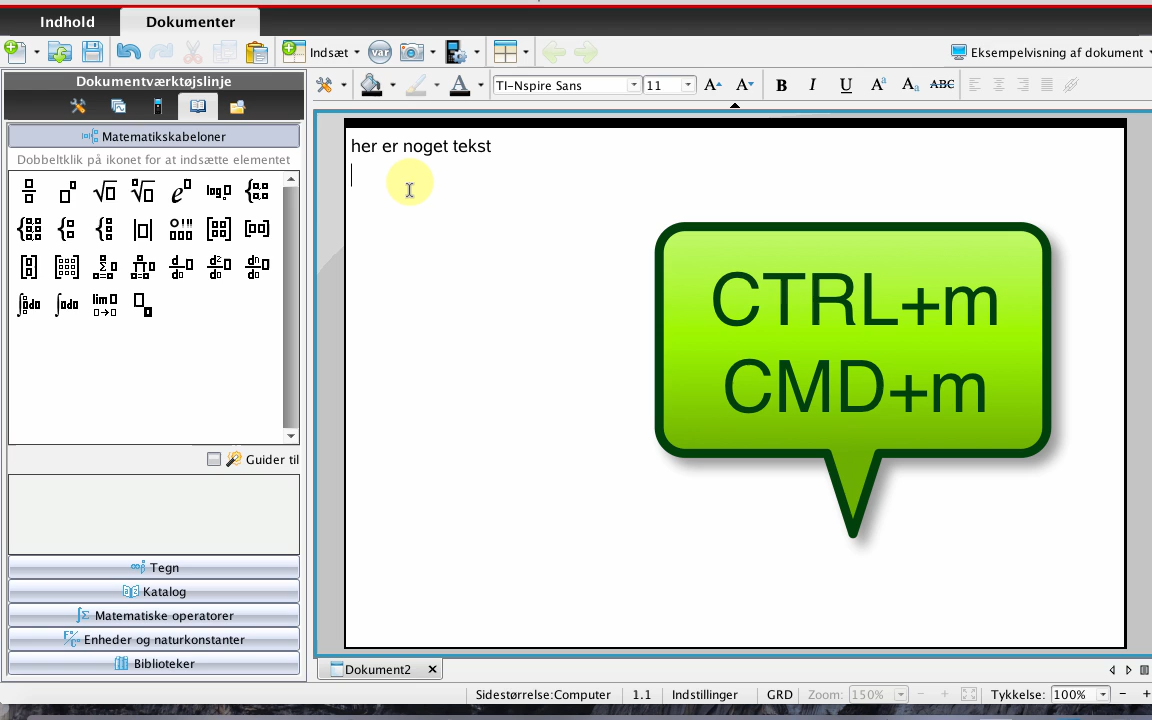 Indhold
Dokumenter
Indsæt
var
Eksempelvisning af dokument
Dokumentværktøjslinje
TI-Nspire Sans
11
A
A
B
I
U
Aa
Aa
ABC
Matematikskabeloner
Dobbeltklik på ikonet for at indsætte elementet
her er noget tekst
CTRL+m
CMD+m
Guider til
Tegn
Katalog
Matematiske operatorer
Enheder og naturkonstanter
Biblioteker
Dokument2
Sidestørrelse:Computer
1.1
Indstillinger
GRD
Zoom:
150%
Tykkelse:
100%